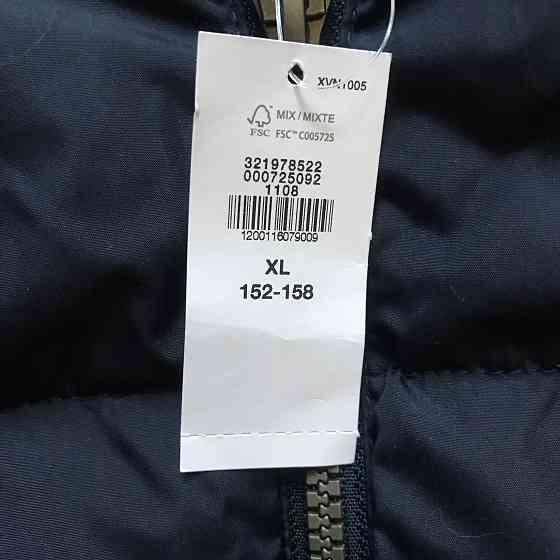 XVN1005
MIX / MIXTE
FSC
FSC™ C005725
321978522
000725092
1108
1200116079009
XL
152-158